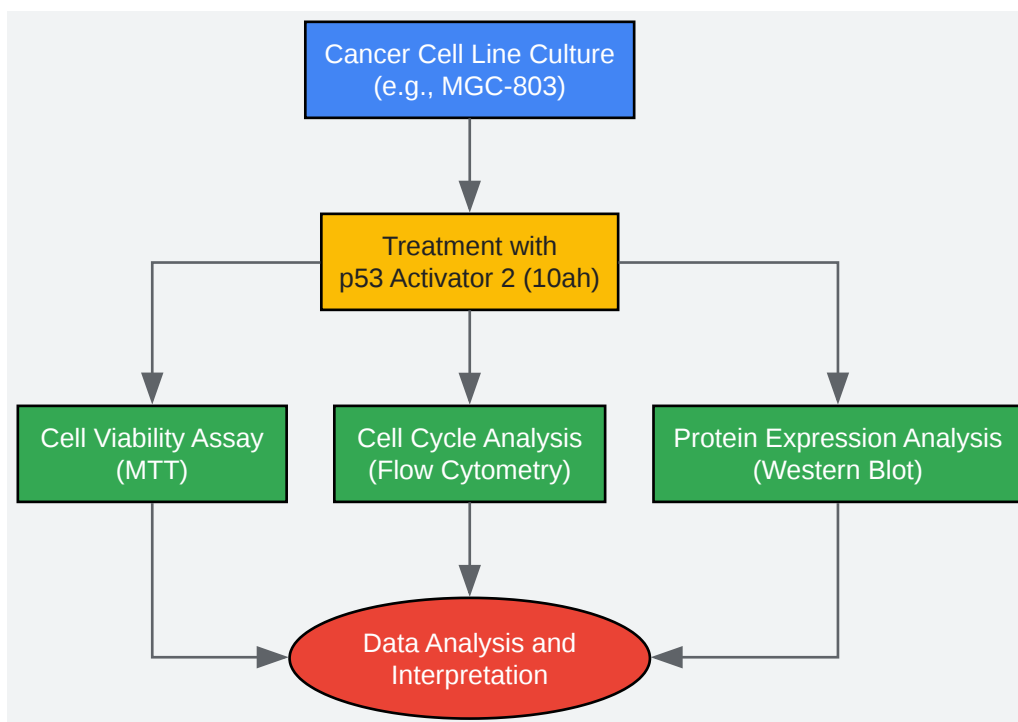 Cancer Cell Line Culture
(e.g., MGC-803)
Treatment with
p53 Activator 2 (10ah)
Cell Viability Assay
(MTT)
Cell Cycle Analysis
(Flow Cytometry)
Protein Expression Analysis
(Western Blot)
Data Analysis and
Interpretation